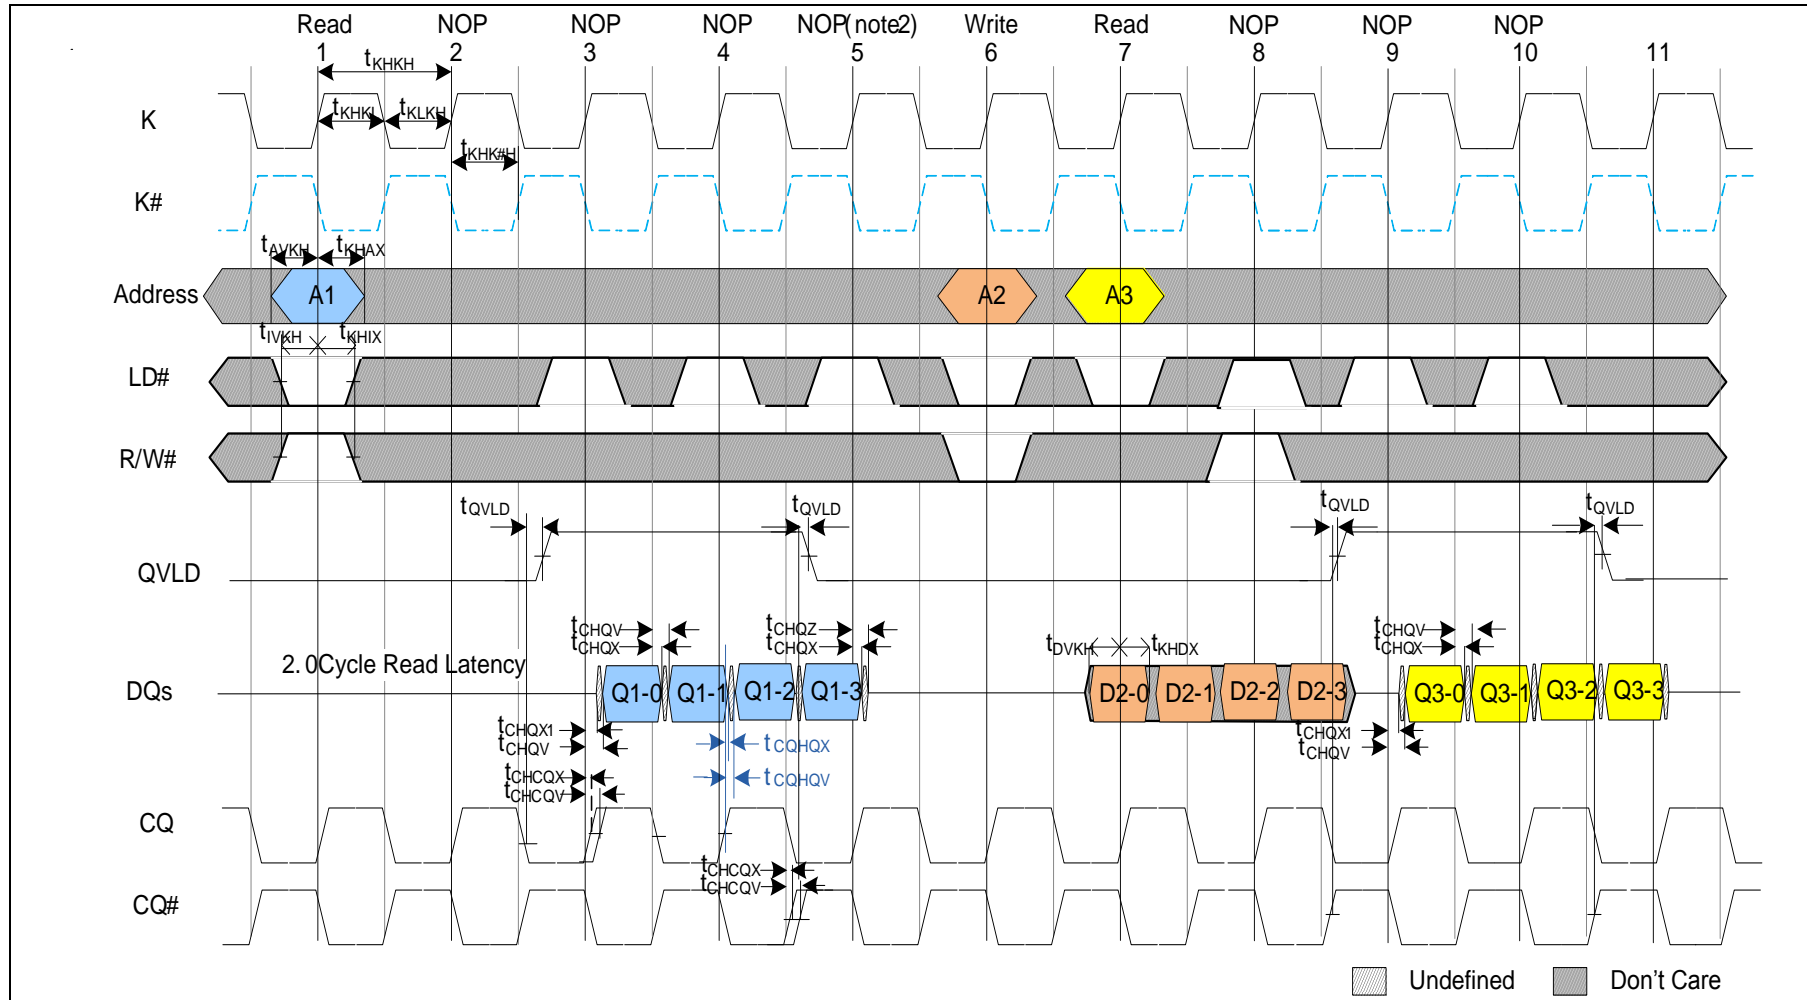 Read NOP NOP NOP NOP(note2) Write Read NOP NOP NOP
1 2 3 4 5 6 7 8 9 10 11
tKHKH
K tKHKL tKLKH
tKHK#H
K#
tAVKH tKHAX
Address A1 A2 A3
tIVKH tKHIX
LD#
R/W#
tQVLD tQVLD tQVLD tQVLD
QVLD
tCHQV tCHQZ tCHQV
tCHQX tCHQX tDVKH tKHDX tCHQX
2.0Cycle Read Latency
DQs Q1-0 Q1-1 Q1-2 Q1-3 D2-0 D2-1 D2-2 D2-3 Q3-0 Q3-1 Q3-2 Q3-3
tCHQX1 tCQHQX tCHQX1
tCHQV tCHQV
tCHCQX tCQHQV
tCHCQV
CQ
tCHCQX
tCHCQV
CQ#
Undefined Don't Care